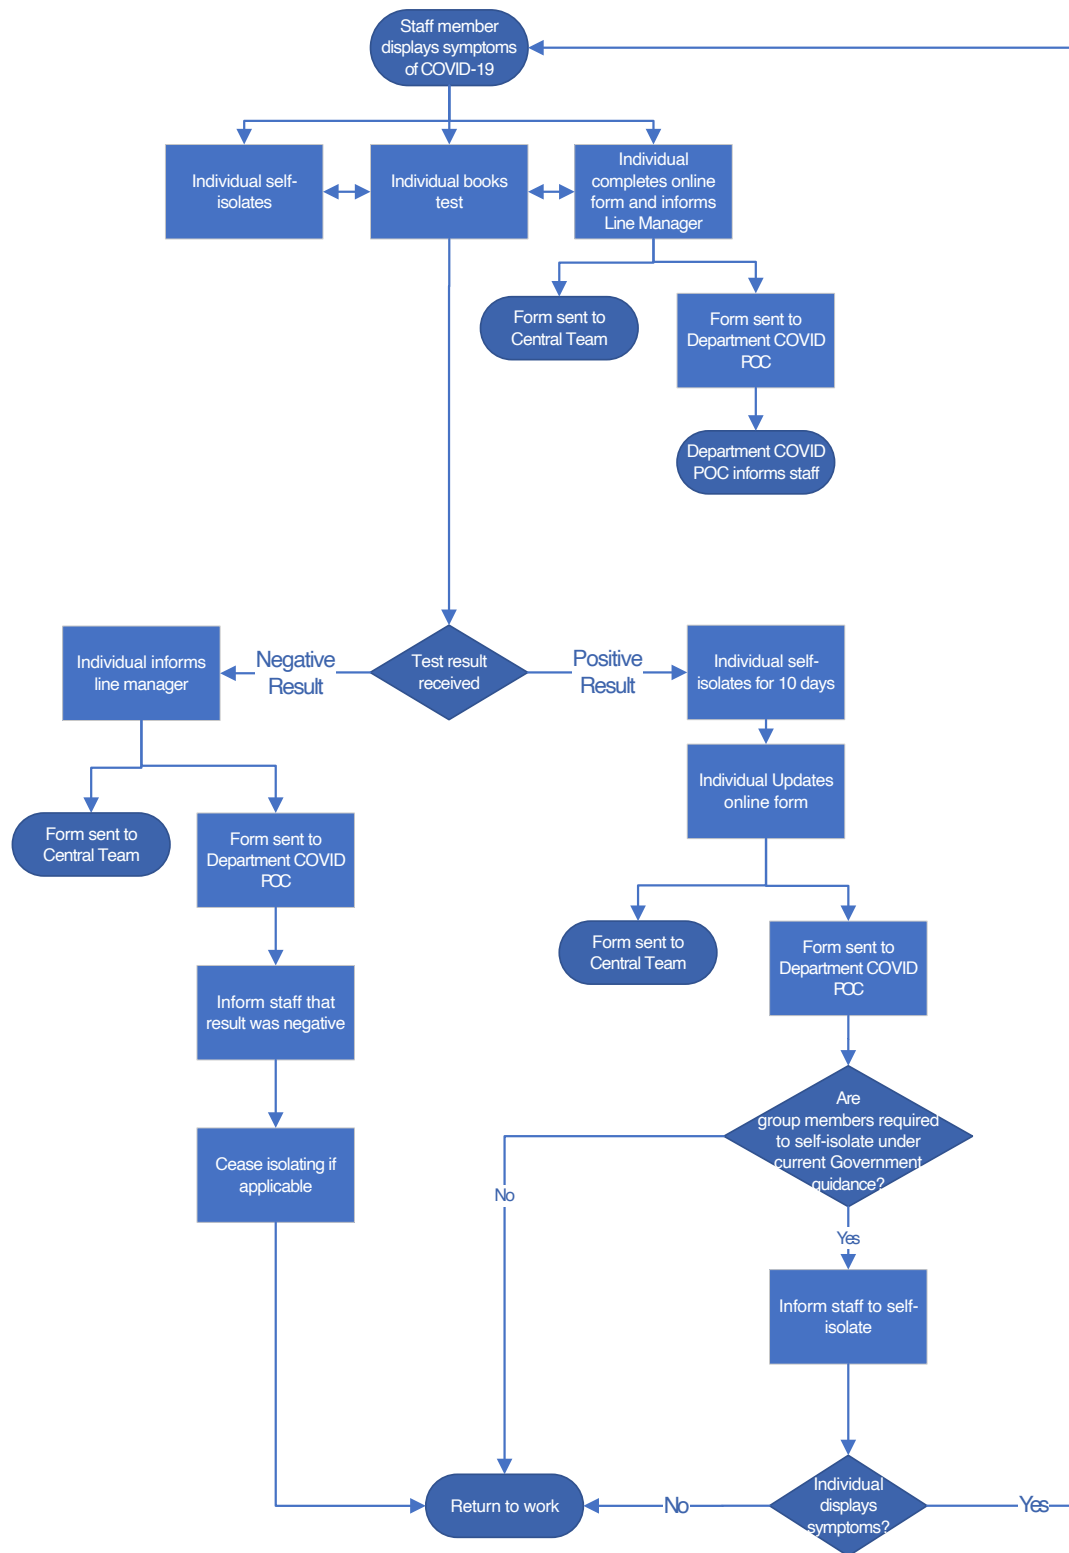 Staff member
displays symptoms
of COVID-19
Individual self-
isolates
Individual books
test
Individual
completes online
form and informs
Line Manager
Form sent to
Central Team
Form sent to
Department COVID
POC
Department COVID
POC informs staff
Individual informs
line manager
Negative
Result
Test result
received
Positive
Result
Individual self-
isolates for 10 days
Individual Updates
online form
Form sent to
Central Team
Form sent to
Department COVID
POC
Form sent to
Central Team
Form sent to
Department COVID
POC
Inform staff that
result was negative
Are
group members required
to self-isolate under
current Government
guidance?
Cease isolating if
applicable
No
Yes
Inform staff to self-
isolate
Return to work
No
Individual
displays
symptoms?
Yes